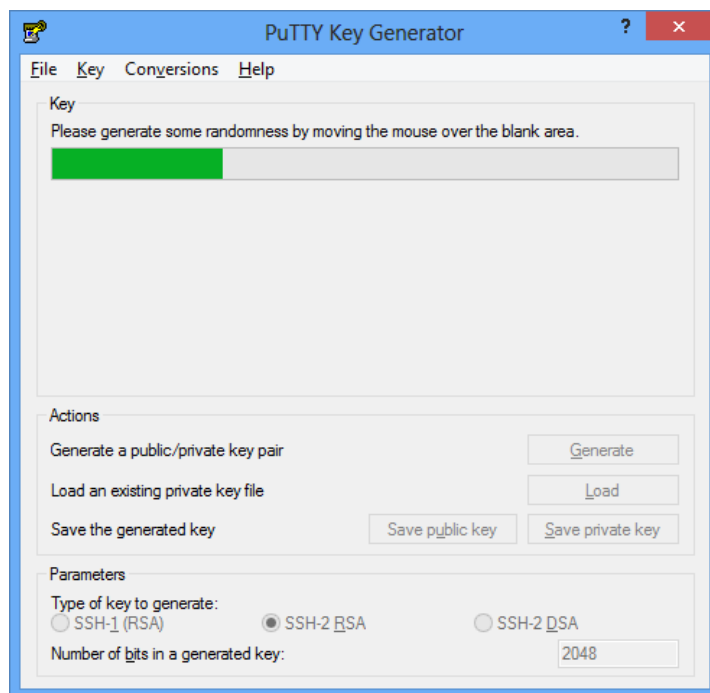 PuTTY Key Generator ?
File Key Conversions Help
Key
Please generate some randomness by moving the mouse over the blank area.
Actions
Generate a public/private key pair Generate
Load an existing private key file Load
Save the generated key Save public key Save private key
Parameters
Type of key to generate:
SSH-1 (RSA) SSH-2 RSA SSH-2 DSA
Number of bits in a generated key: 2048